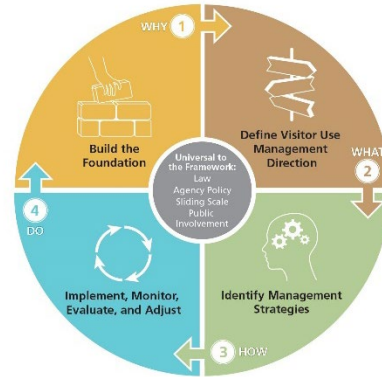 WHY 1
Build the
Foundation
Define Visitor Use
Management
Direction
WHAT
2
Universal to
the Framework:
Law
Agency Policy
Sliding Scale
Public
Involvement
4
DO
Implement, Monitor,
Evaluate, and Adjust
Identify Management
Strategies
3 HOW